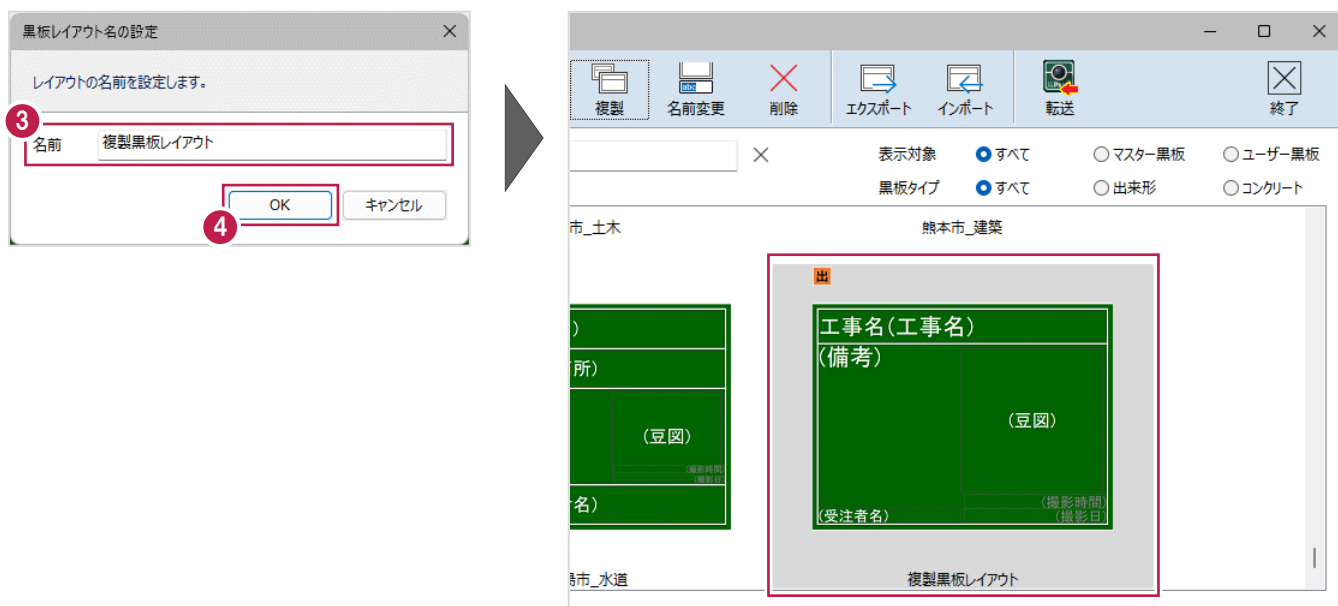 黒板レイアウト名の設定
レイアウトの名前を設定します。
3
名前 複製黒板レイアウト
OK キャンセル
4
複製 名前変更 削除 エクスポート インポート 転送 終了
abc
表示対象 すべて マスター黒板 ユーザー黒板
黒板タイプ すべて 出来形 コンクリート
市_土木 熊本市_建築
出
)
所)
(豆図)
(撮影時間)
(撮影日)
名)
工事名(工事名)
(備考)
(豆図)
(撮影時間)
(受注者名) (撮影日)
市_水道 複製黒板レイアウト